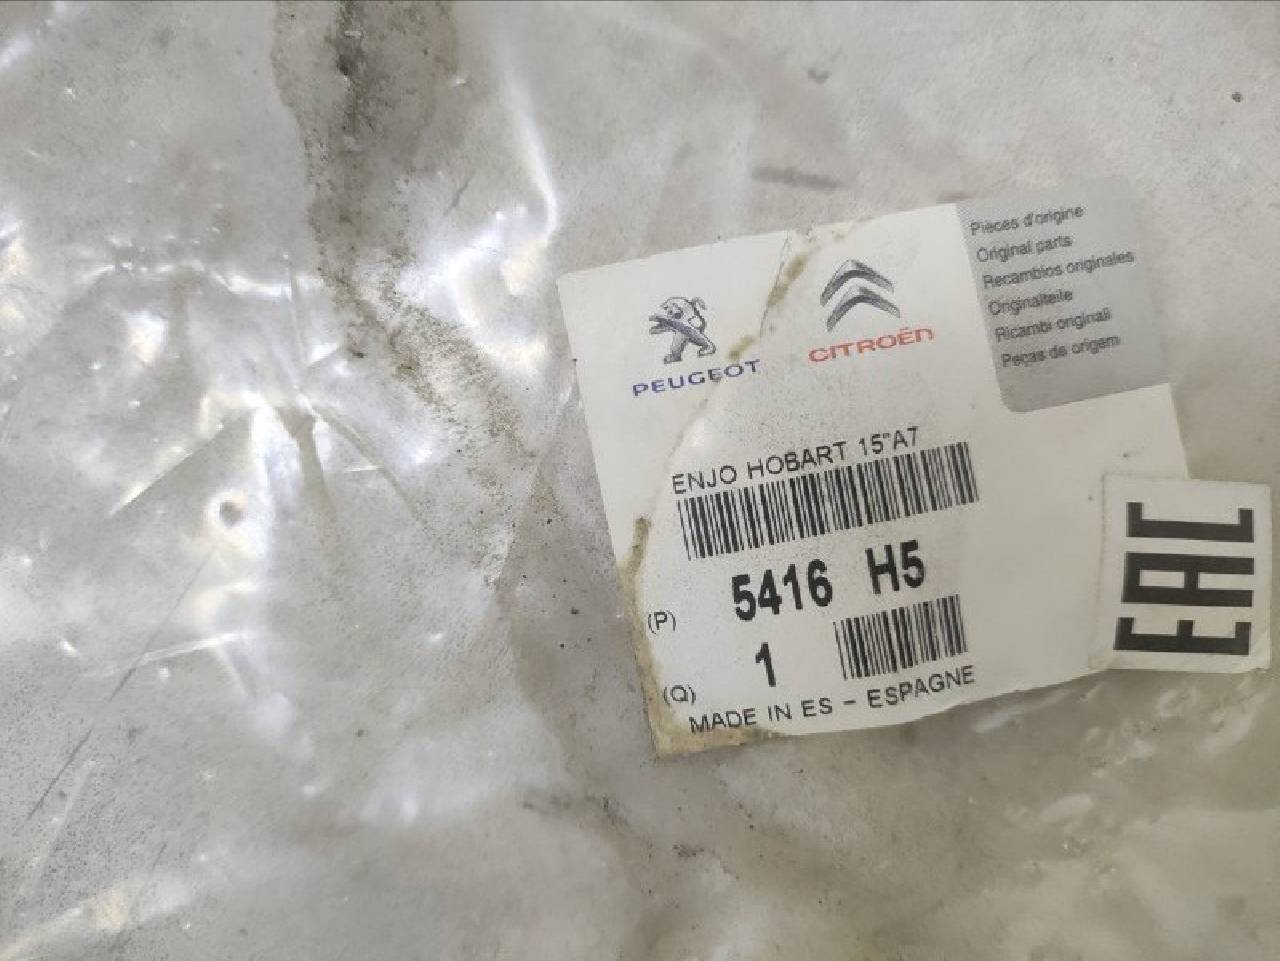 PEUGEOT
CITROËN
Pièces d'origine
Original parts
Recambios originales
Originalteile
Ricambi originali
Peças de origem
ENJO HOBART 15"A7
(P) 5416 H5
(Q) 1
MADE IN ES - ESPAGNE
EAC